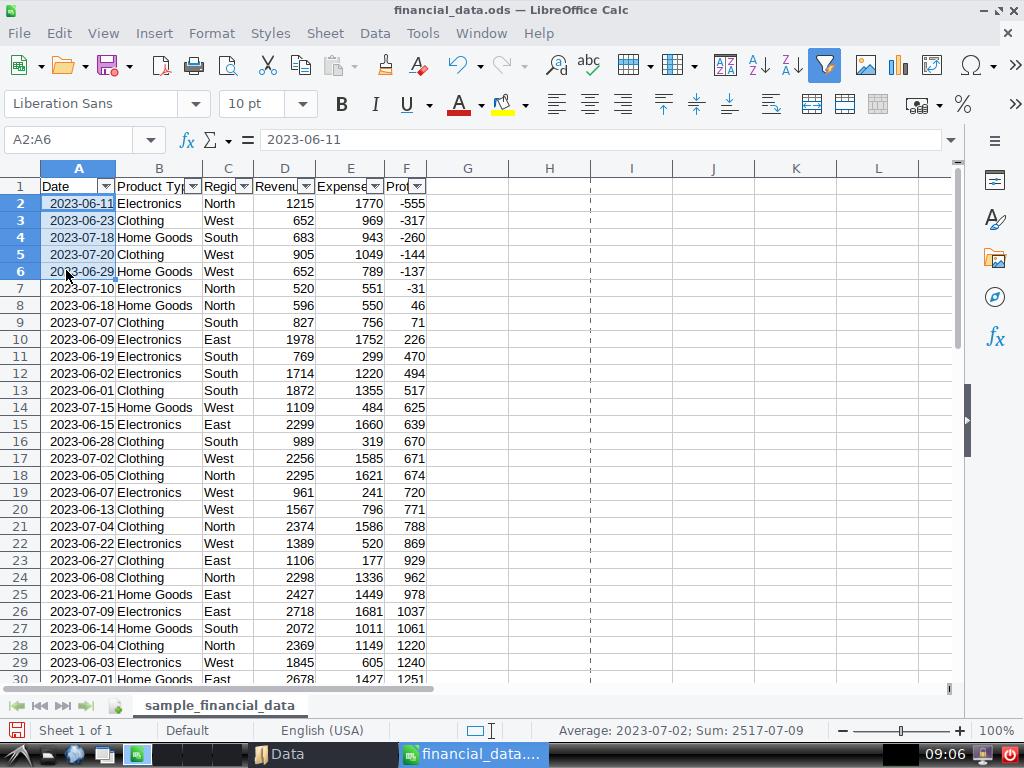 financial_data.ods — LibreOffice Calc
File Edit View Insert Format Styles Sheet Data Tools Window Help
Liberation Sans 10 pt B I U A %
A2:A6 fx Σ = 2023-06-11
A B C D E F G H I J K L
1 Date Product Typ Regio Revenu Expense Prof
2 2023-06-11 Electronics North 1215 1770 -555
3 2023-06-23 Clothing West 652 969 -317
4 2023-07-18 Home Goods South 683 943 -260
5 2023-07-20 Clothing West 905 1049 -144
6 2023-06-29 Home Goods West 652 789 -137
7 2023-07-10 Electronics North 520 551 -31
8 2023-06-18 Home Goods North 596 550 46
9 2023-07-07 Clothing South 827 756 71
10 2023-06-09 Electronics East 1978 1752 226
11 2023-06-19 Electronics South 769 299 470
12 2023-06-02 Electronics South 1714 1220 494
13 2023-06-01 Clothing South 1872 1355 517
14 2023-07-15 Home Goods West 1109 484 625
15 2023-06-15 Electronics East 2299 1660 639
16 2023-06-28 Clothing South 989 319 670
17 2023-07-02 Clothing West 2256 1585 671
18 2023-06-05 Clothing North 2295 1621 674
19 2023-06-07 Electronics West 961 241 720
20 2023-06-13 Clothing West 1567 796 771
21 2023-07-04 Clothing North 2374 1586 788
22 2023-06-22 Electronics West 1389 520 869
23 2023-06-27 Clothing East 1106 177 929
24 2023-06-08 Clothing North 2298 1336 962
25 2023-06-21 Home Goods East 2427 1449 978
26 2023-07-09 Electronics East 2718 1681 1037
27 2023-06-14 Home Goods South 2072 1011 1061
28 2023-06-04 Clothing North 2369 1149 1220
29 2023-06-03 Electronics West 1845 605 1240
30 2023-07-01 Home Goods East 2678 1427 1251
sample_financial_data
Sheet 1 of 1 Default English (USA) Average: 2023-07-02; Sum: 2517-07-09 100%
Data financial_data.... 09:06